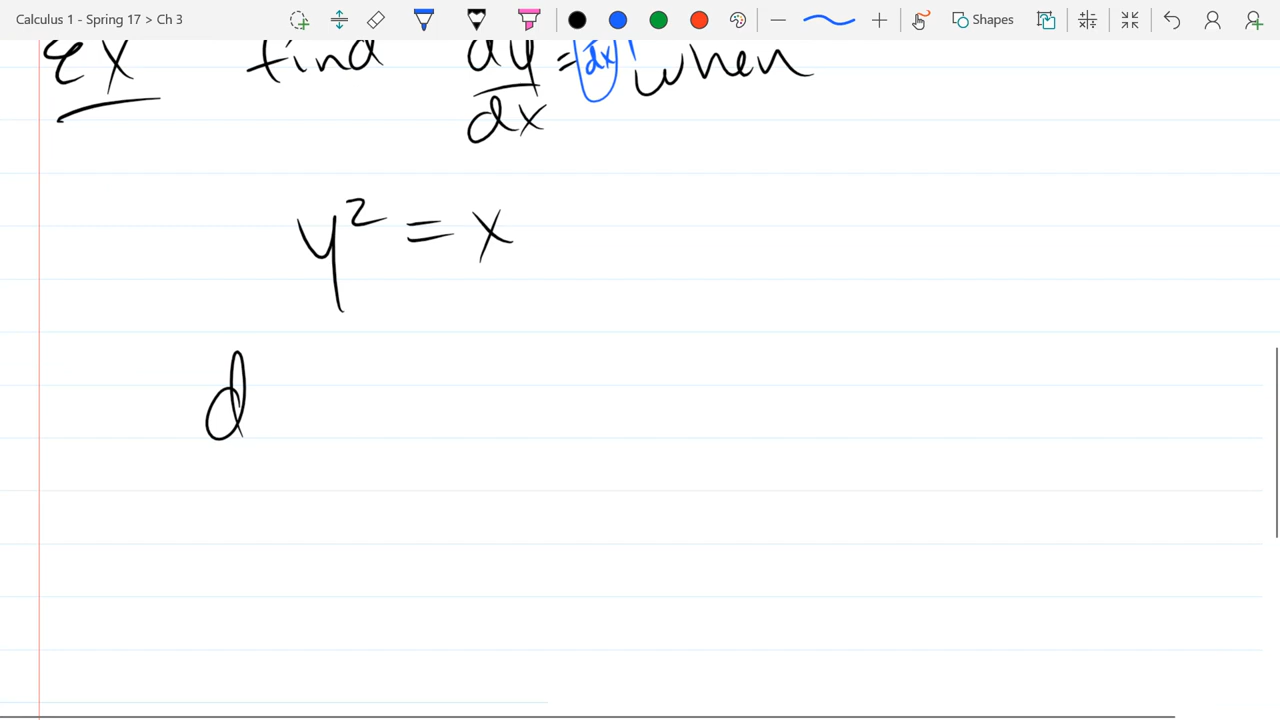 Calculus 1 - Spring 17 > Ch 3
Shapes
Ex find dy/dx = dx when
y² = x
d